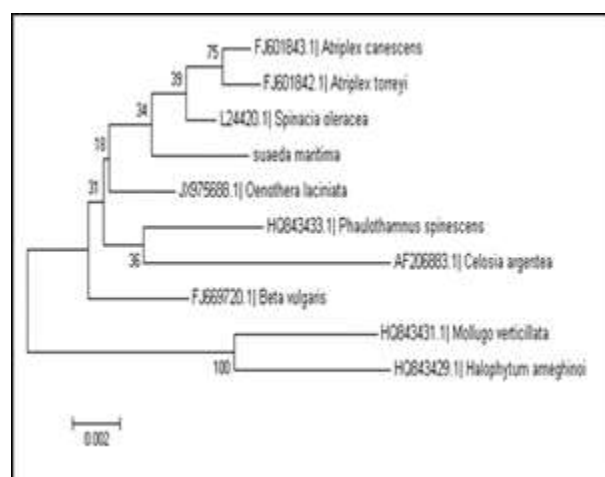 75
FJ601843.1| Atriplex canescens
39
FJ601842.1| Atriplex torreyi
34
L24420.1| Spinacia oleracea
18
suaeda maritima
31
JX975688.1| Oenothera laciniata
HQ843433.1| Phaulothamnus spinescens
36
AF206883.1| Celosia argentea
FJ669720.1| Beta vulgaris
HQ843431.1| Mollugo verticillata
100
HQ843429.1| Halophytum ameghinoi
0.002